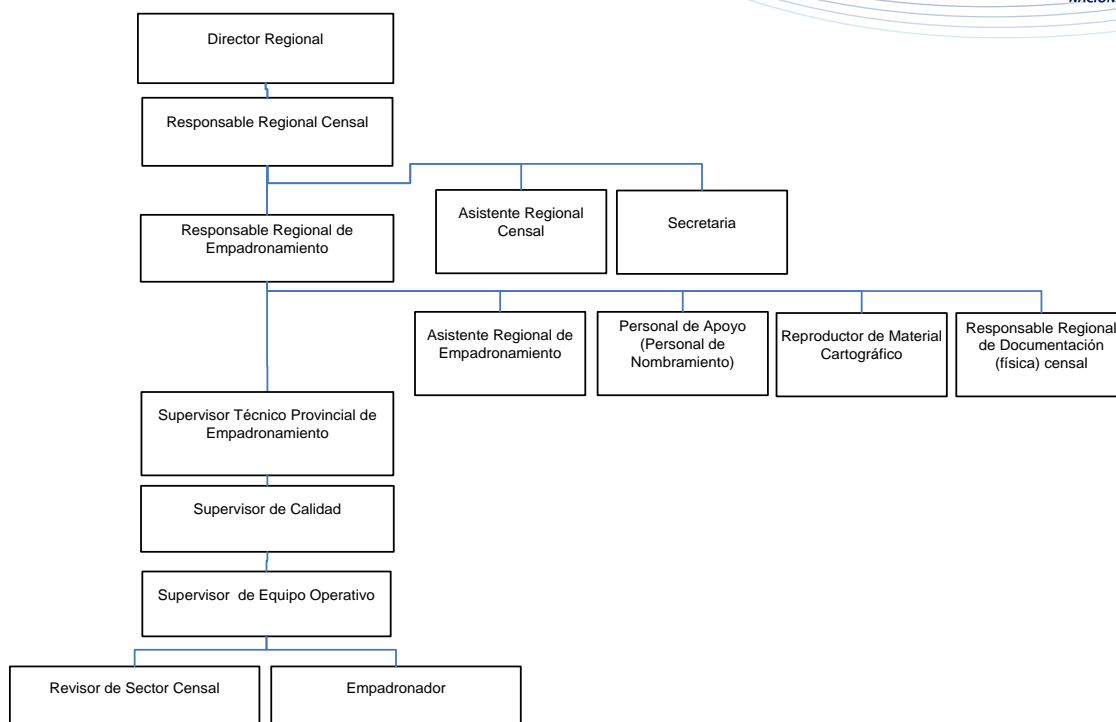 NACIONAL
Director Regional
Responsable Regional Censal
Asistente Regional
Censal
Secretaria
Responsable Regional de
Empadronamiento
Asistente Regional de
Empadronamiento
Personal de Apoyo
(Personal de
Nombramiento)
Reproductor de Material
Cartográfico
Responsable Regional
de Documentación
(física) censal
Supervisor Técnico Provincial de
Empadronamiento
Supervisor de Calidad
Supervisor de Equipo Operativo
Revisor de Sector Censal
Empadronador